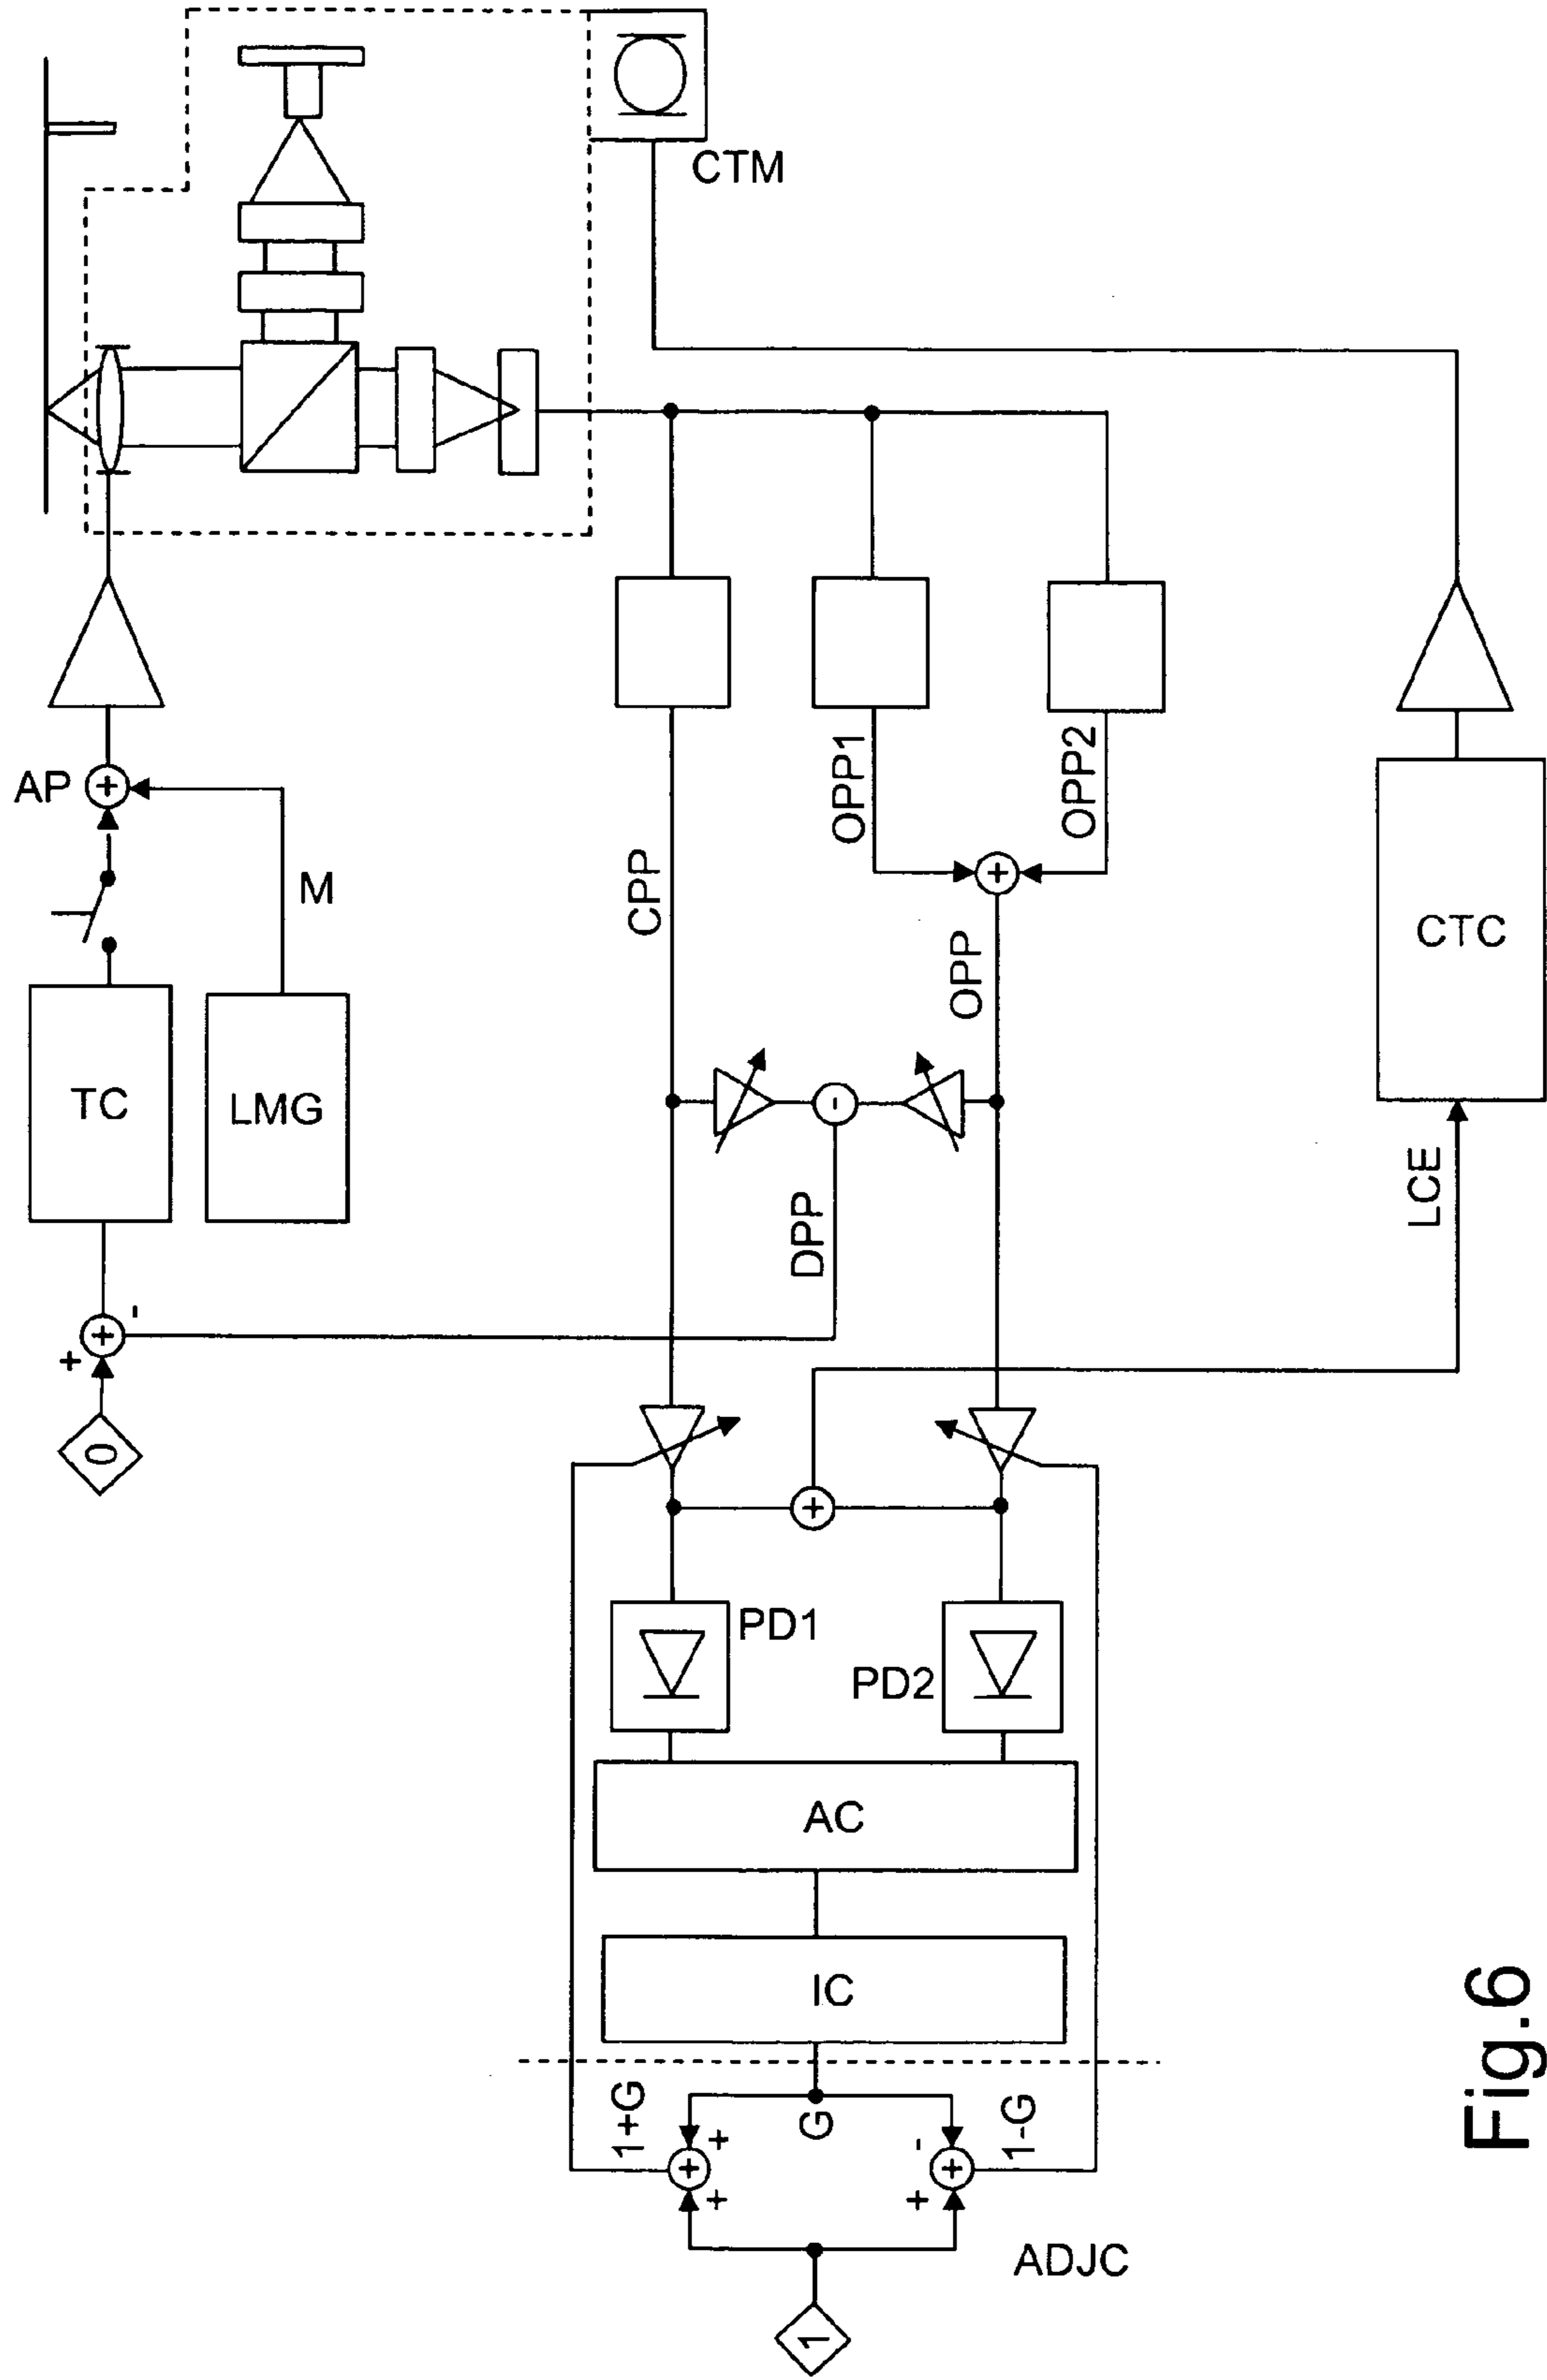 CTM
AP
+
M
TC
LMG
+
-
+
0
CPP
OPP1
OPP2
+
OPP
-
DPP
CTC
LCE
+
PD1
PD2
AC
IC
1+G
G
1-G
+
+
+
-
+
+
ADJC
1
Fig.6